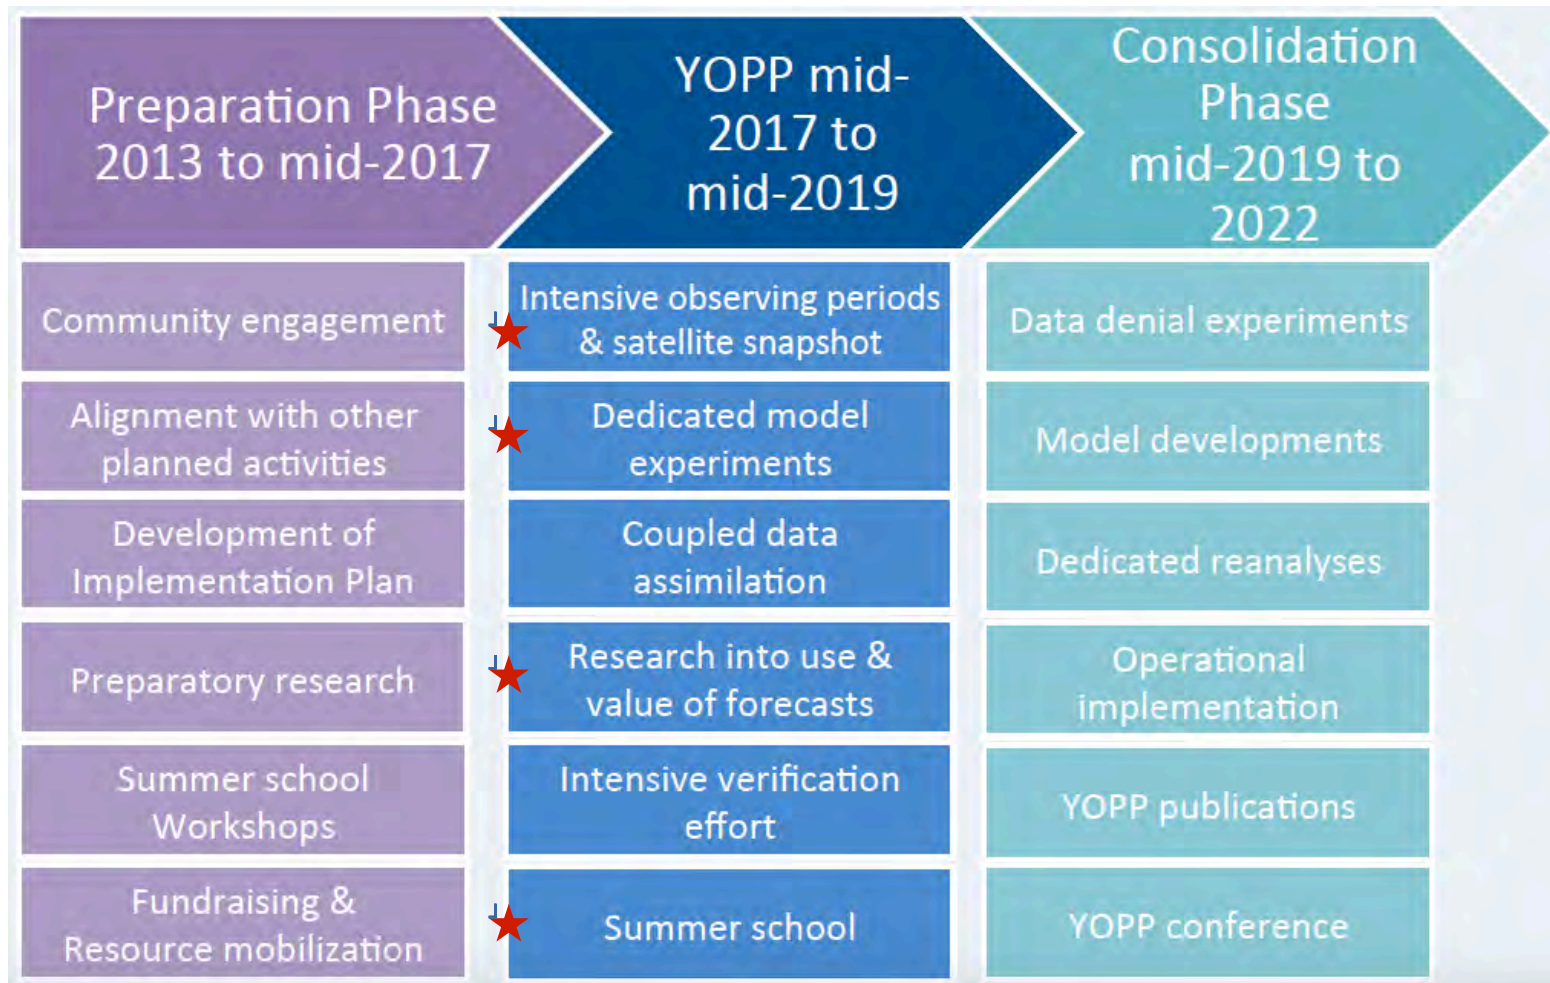 Preparation Phase
2013 to mid-2017
YOPP mid-
2017 to
mid-2019
Consolidation
Phase
mid-2019 to
2022
Community engagement
Alignment with other
planned activities
Development of
Implementation Plan
Preparatory research
Summer school
Workshops
Fundraising &
Resource mobilization
Intensive observing periods
& satellite snapshot
Dedicated model
experiments
Coupled data
assimilation
Research into use &
value of forecasts
Intensive verification
effort
Summer school
Data denial experiments
Model developments
Dedicated reanalyses
Operational
implementation
YOPP publications
YOPP conference